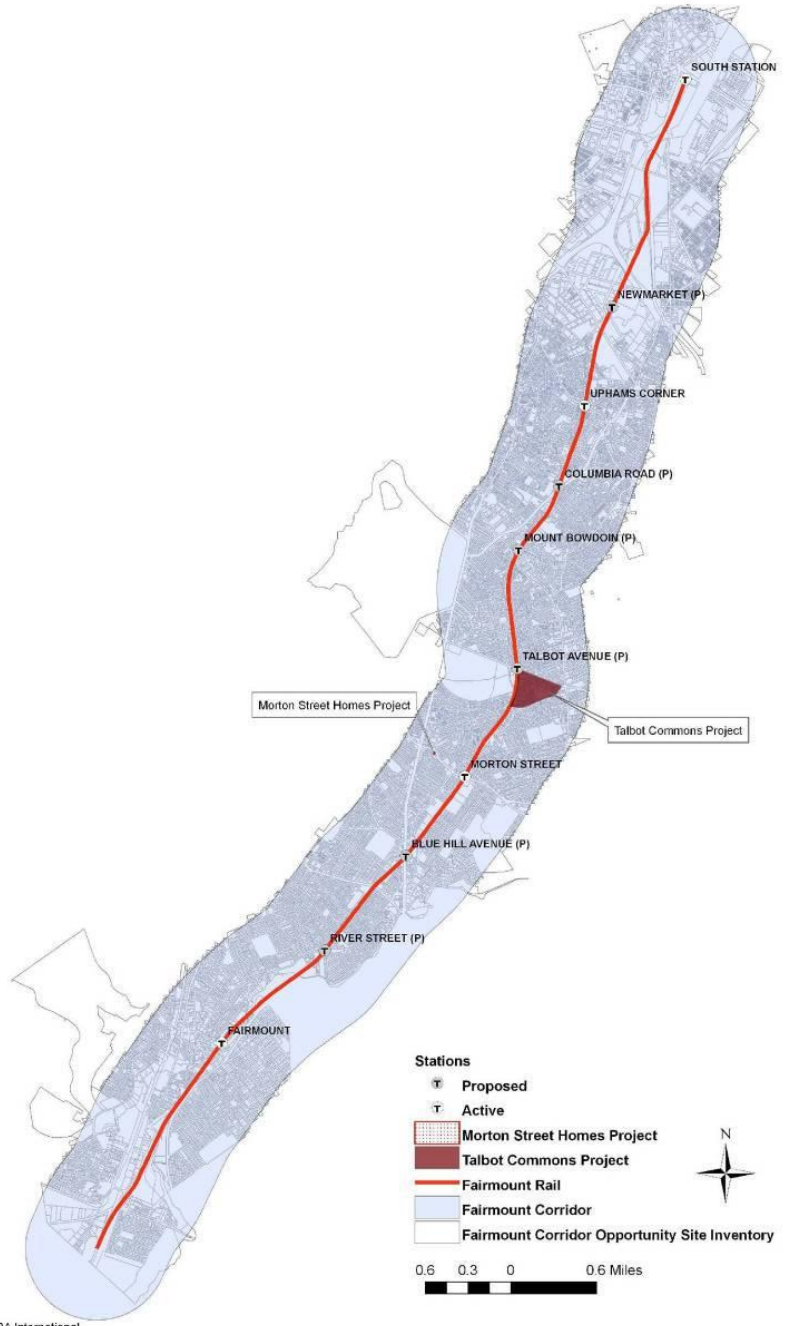 SOUTH STATION
T
NEWMARKET (P)
T
UPHAMS CORNER
T
COLUMBIA ROAD (P)
T
MOUNT BOWDOIN (P)
T
TALBOT AVENUE (P)
T
Morton Street Homes Project
Talbot Commons Project
MORTON STREET
T
BLUE HILL AVENUE (P)
T
RIVER STREET (P)
T
FAIRMOUNT
T
Stations
T Proposed
T Active
Morton Street Homes Project
Talbot Commons Project
Fairmount Rail
Fairmount Corridor
Fairmount Corridor Opportunity Site Inventory
N
0.6 0.3 0 0.6 Miles
International